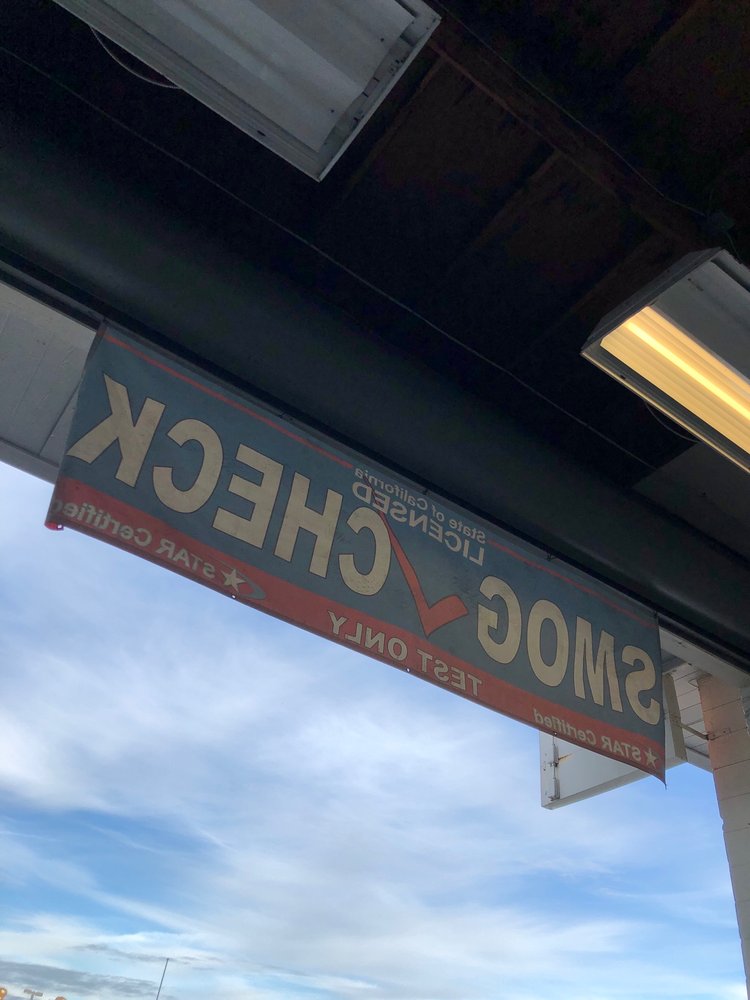 State of California
LICENSED
SMOG CHECK
TEST ONLY
★ STAR Certified
★ STAR Certified